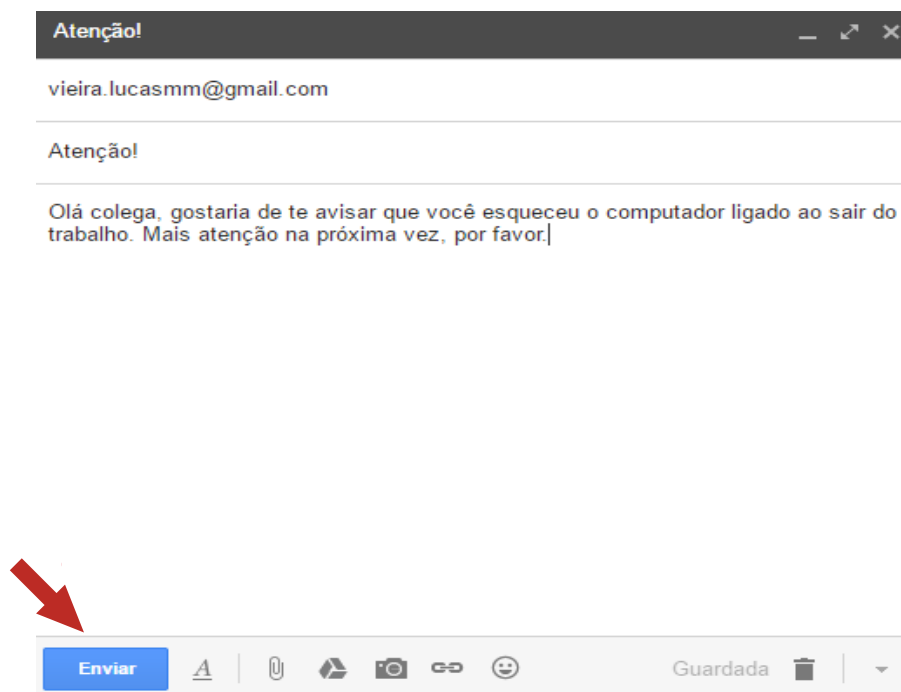 Atenção!
vieira.lucasmm@gmail.com
Atenção!
Olá colega, gostaria de te avisar que você esqueceu o computador ligado ao sair do
trabalho. Mais atenção na próxima vez, por favor.
Enviar A Guardada